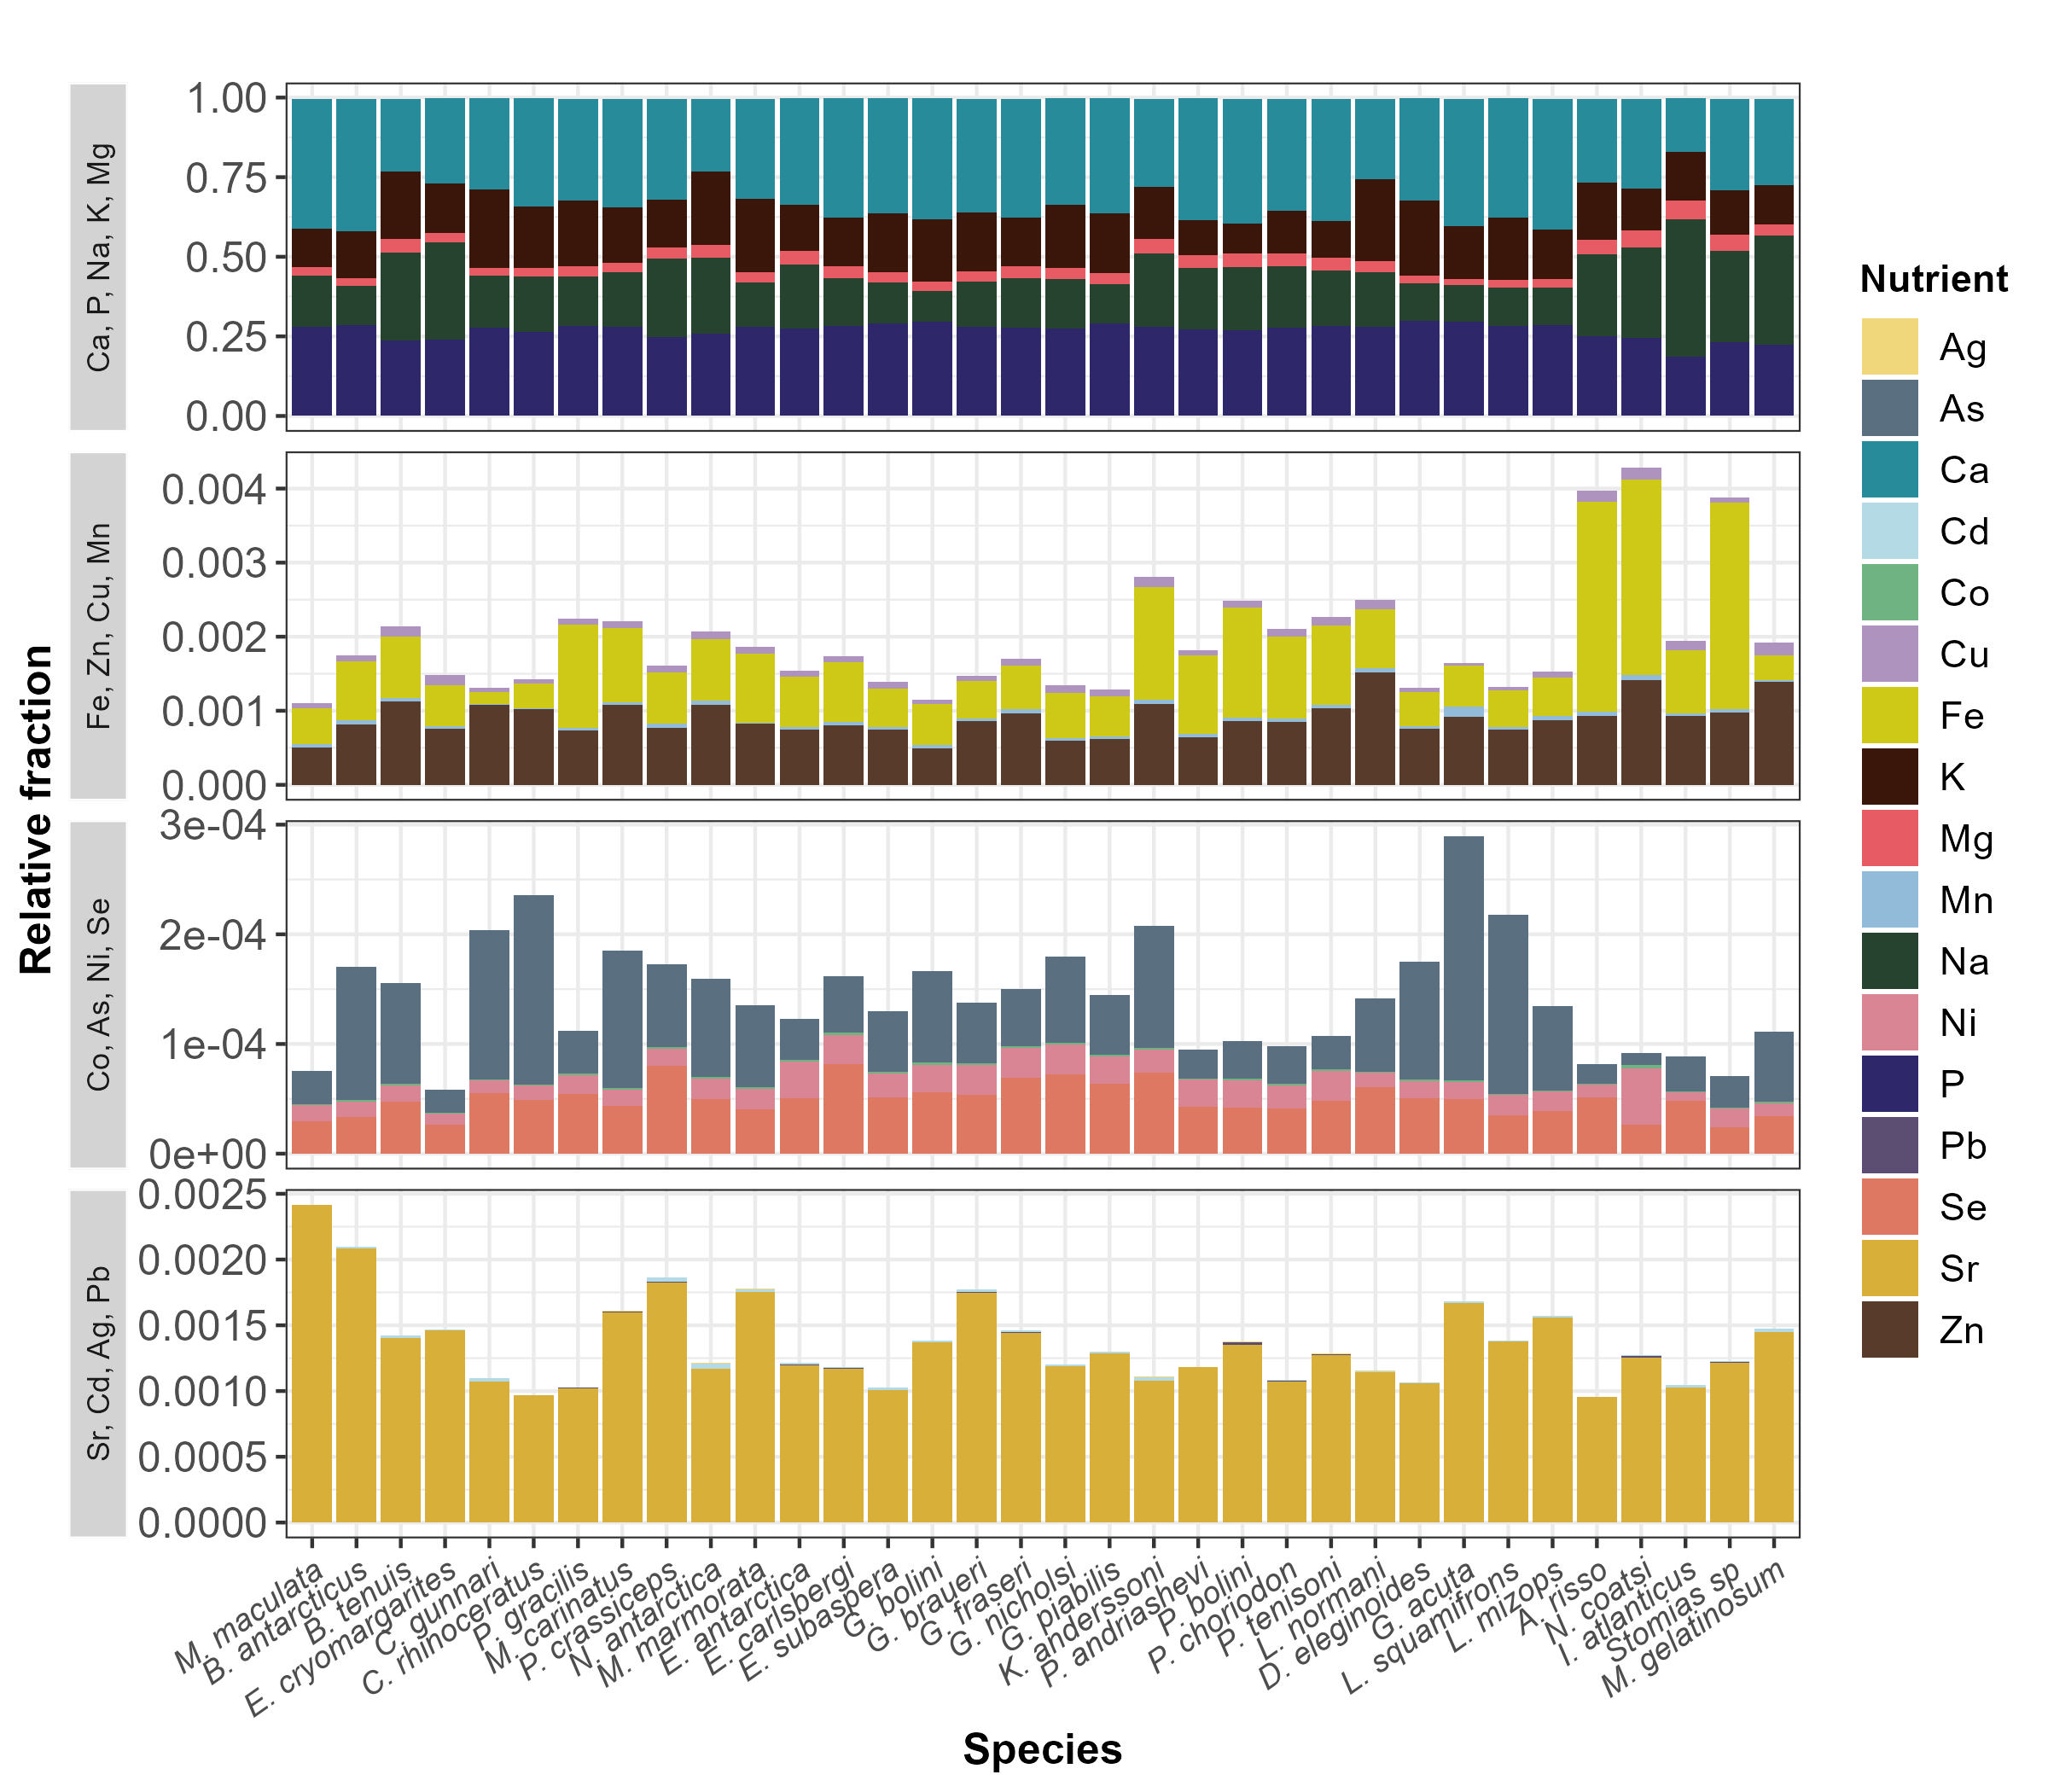 Relative fraction
Ca, P, Na, K, Mg
1.00
0.75
0.50
0.25
0.00
Fe, Zn, Cu, Mn
0.004
0.003
0.002
0.001
0.000
Co, As, Ni, Se
3e-04
2e-04
1e-04
0e+00
Sr, Cd, Ag, Pb
0.0025
0.0020
0.0015
0.0010
0.0005
0.0000
M. maculata
B. antarcticus
B. tenuis
E. cryomargarites
C. gunnari
C. rhinoceratus
P. gracilis
M. carinatus
P. crassiceps
N. antarctica
M. marmorata
E. antarctica
E. carlsbergi
E. subaspera
G. bolini
G. braueri
G. fraseri
G. nicholsi
G. piabilis
K. anderssoni
P. andriashevi
P. bolini
P. choriodon
P. tenisoni
L. normani
D. eleginoides
G. acuta
L. squamifrons
L. mizops
A. risso
N. coatsi
I. atlanticus
Stomias sp
M. gelatinosum
Species
Nutrient
Ag
As
Ca
Cd
Co
Cu
Fe
K
Mg
Mn
Na
Ni
P
Pb
Se
Sr
Zn